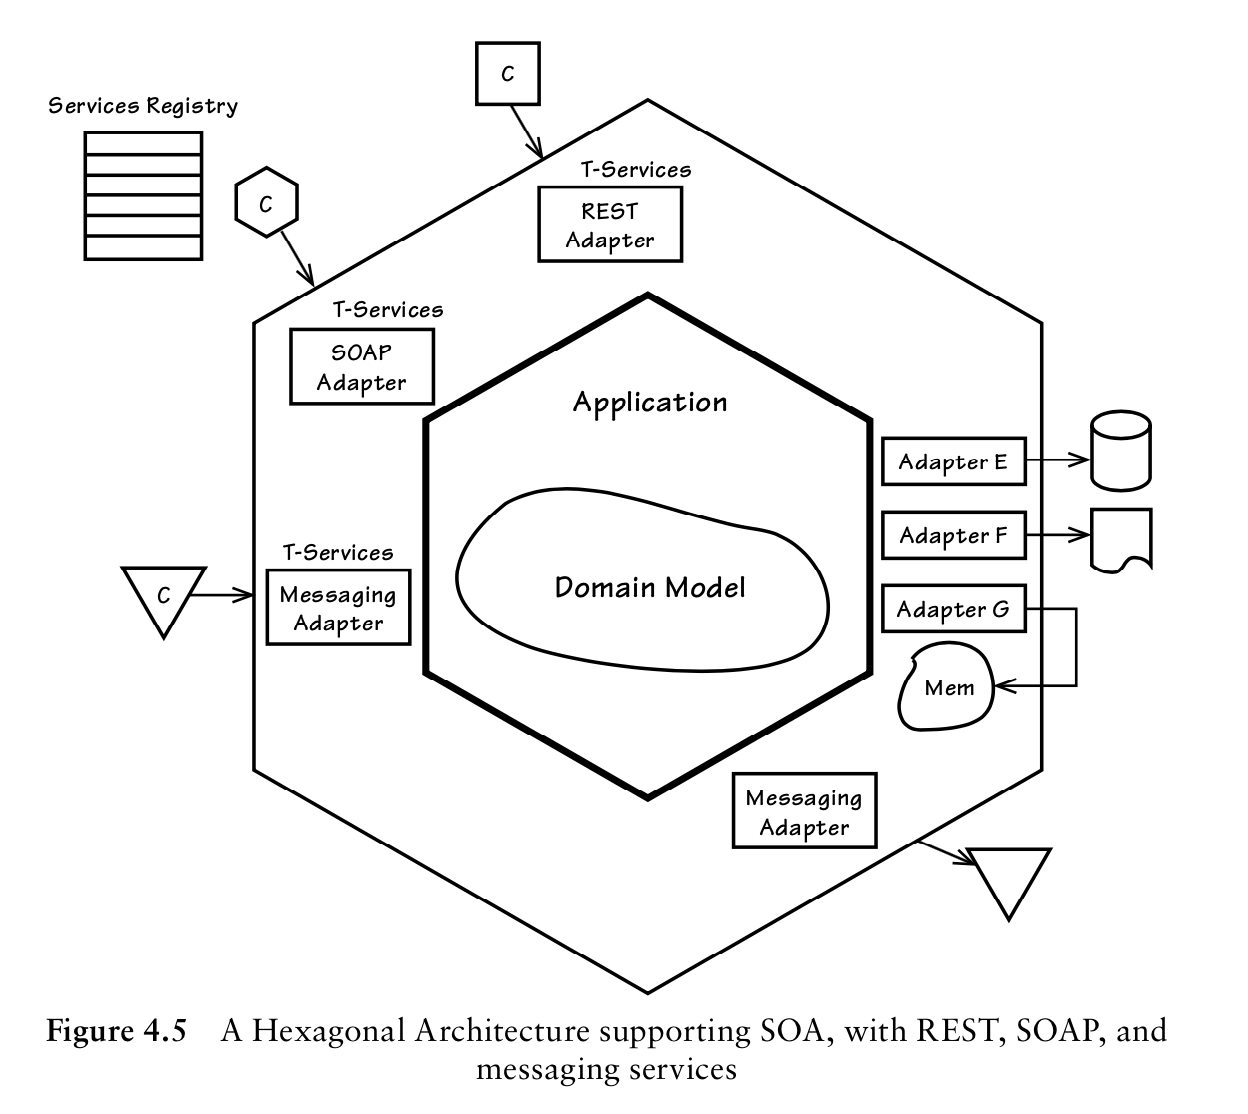 C
Services Registry
C
T-Services
REST
Adapter
T-Services
SOAP
Adapter
Application
Adapter E
Adapter F
T-Services
Messaging
Adapter
C
Domain Model
Adapter G
Mem
Messaging
Adapter
Figure 4.5 A Hexagonal Architecture supporting SOA, with REST, SOAP, and
messaging services